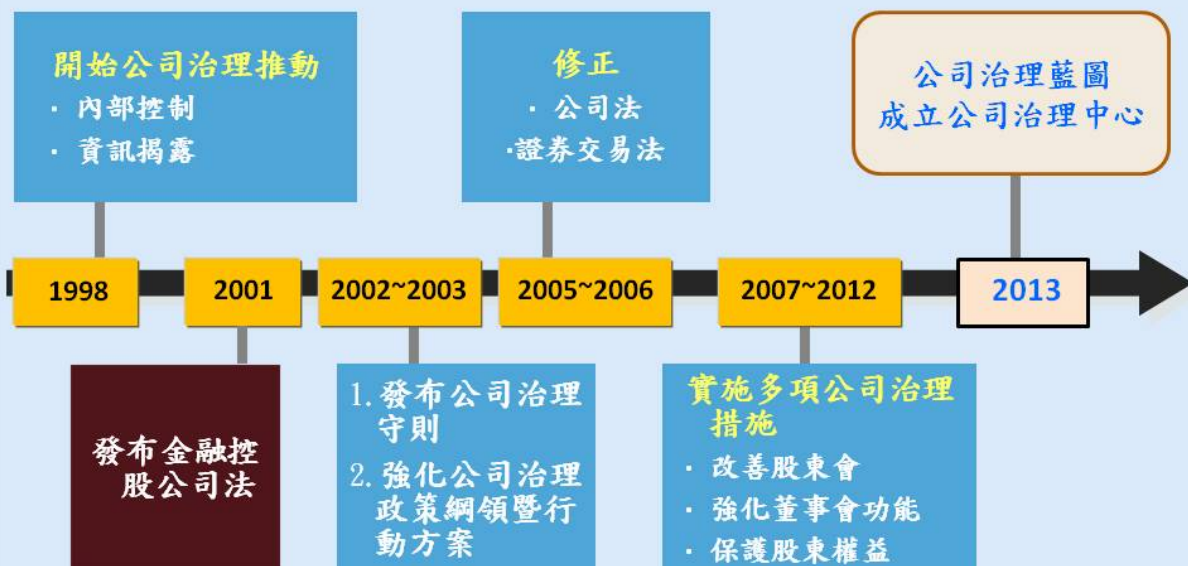 開始公司治理推動
· 內部控制
· 資訊揭露
修正
· 公司法
·證券交易法
公司治理藍圖
成立公司治理中心
1998
2001
2002~2003
2005~2006
2007~2012
2013
發布金融控
股公司法
1. 發布公司治理
守則
2. 強化公司治理
政策綱領暨行
動方案
實施多項公司治理
措施
· 改善股東會
· 強化董事會功能
· 保護股東權益